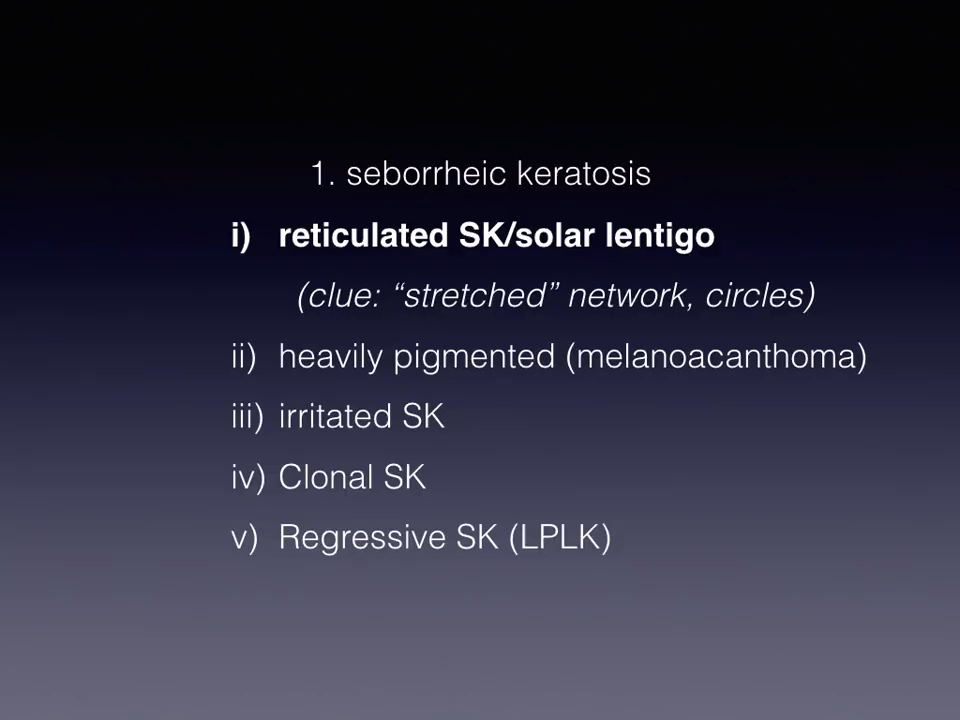 1. seborrheic keratosis
i) reticulated SK/solar lentigo
(clue: “stretched” network, circles)
ii) heavily pigmented (melanoacanthoma)
iii) irritated SK
iv) Clonal SK
v) Regressive SK (LPLK)